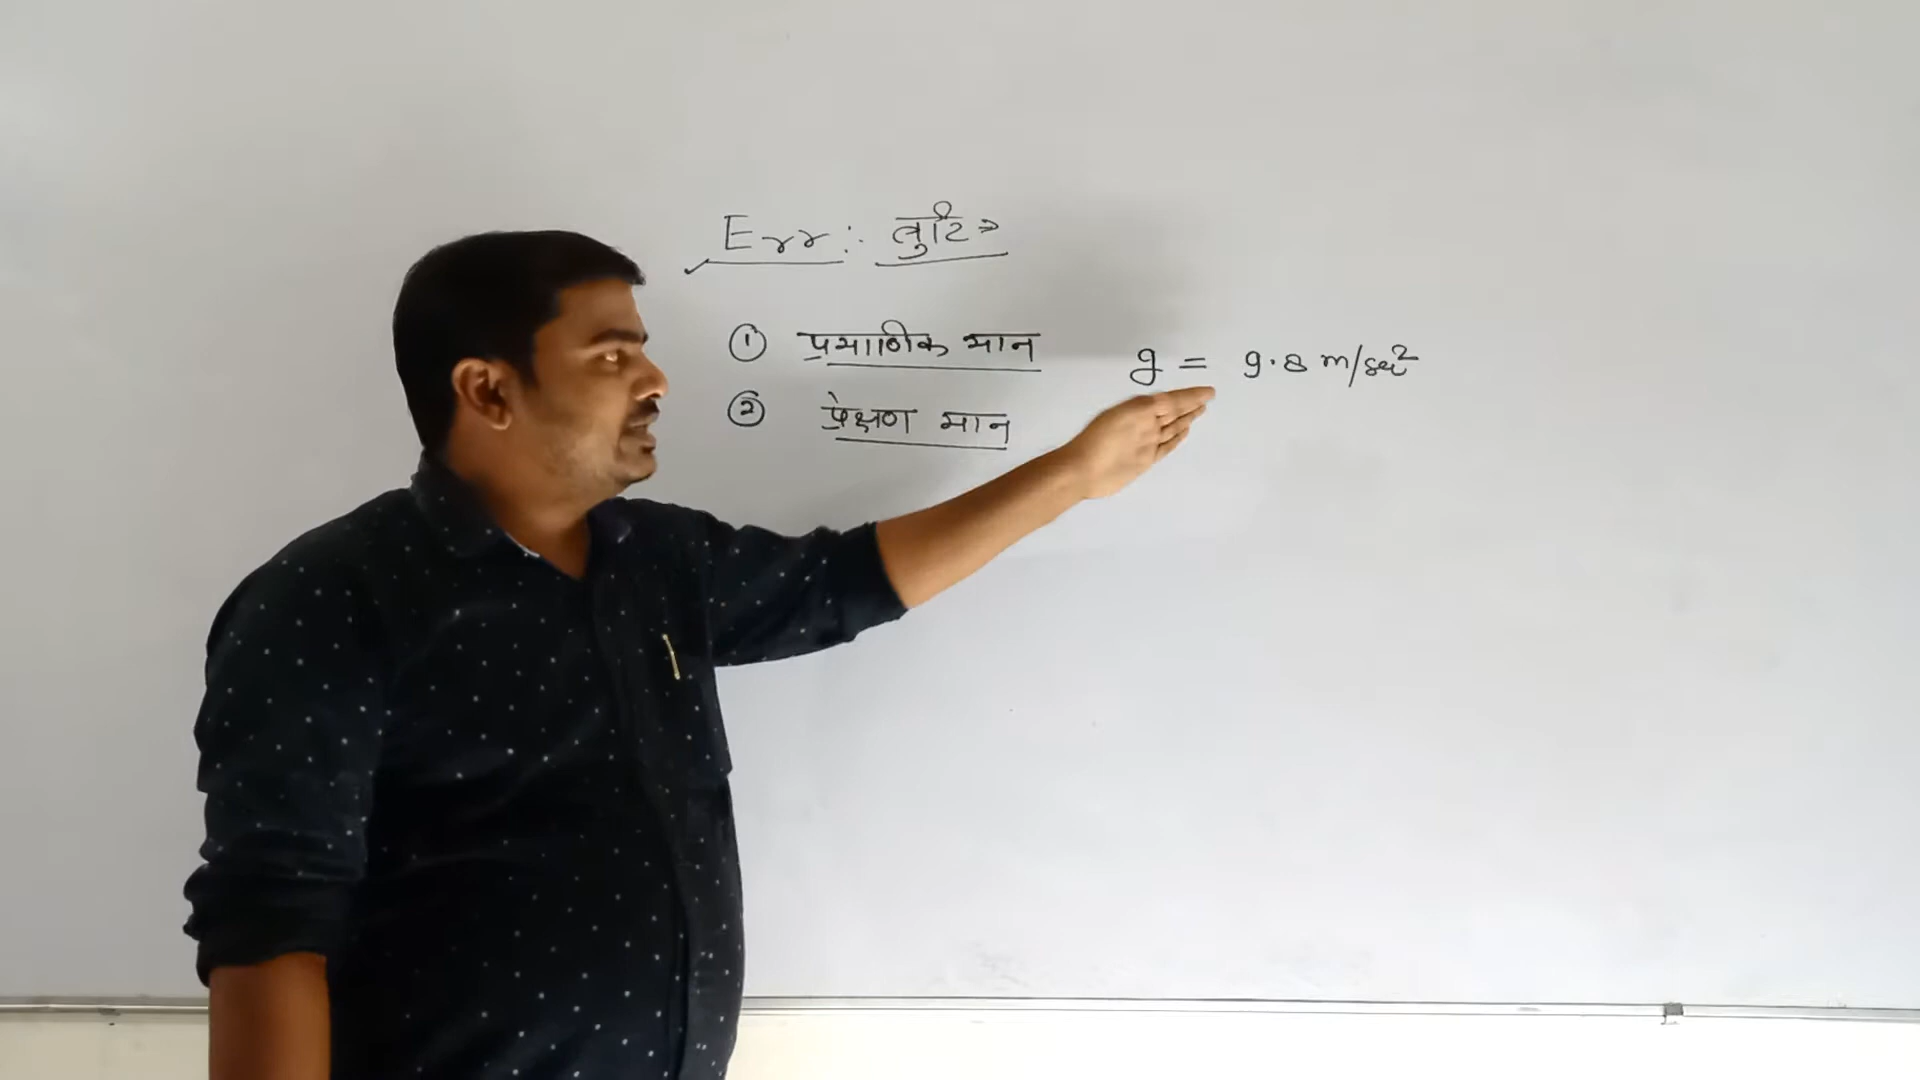 Err :- त्रुटि ⇒
① प्रमाणिक मान g = 9.8 m/sec²
② प्रेक्षण मान